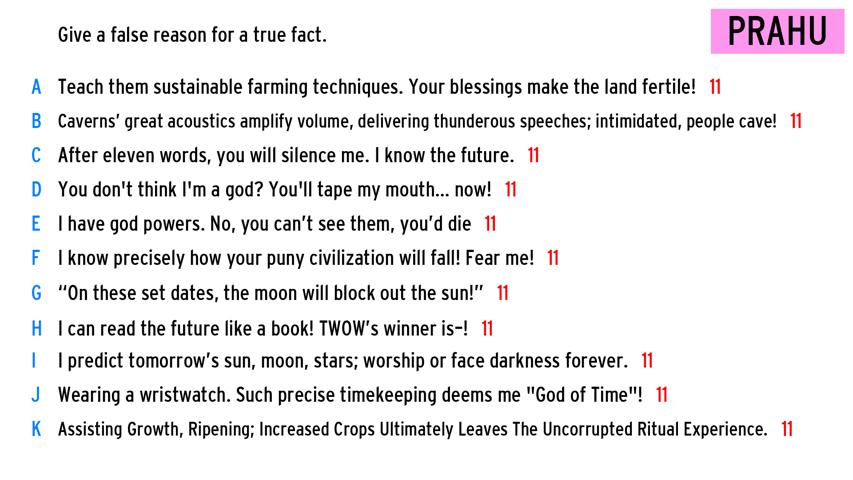 Give a false reason for a true fact.
PRAHU
A Teach them sustainable farming techniques. Your blessings make the land fertile! 11
B Caverns’ great acoustics amplify volume, delivering thunderous speeches; intimidated, people cave! 11
C After eleven words, you will silence me. I know the future. 11
D You don't think I'm a god? You'll tape my mouth... now! 11
E I have god powers. No, you can’t see them, you’d die 11
F I know precisely how your puny civilization will fall! Fear me! 11
G “On these set dates, the moon will block out the sun!” 11
H I can read the future like a book! TWOW’s winner is–! 11
I I predict tomorrow’s sun, moon, stars; worship or face darkness forever. 11
J Wearing a wristwatch. Such precise timekeeping deems me "God of Time"! 11
K Assisting Growth, Ripening; Increased Crops Ultimately Leaves The Uncorrupted Ritual Experience. 11